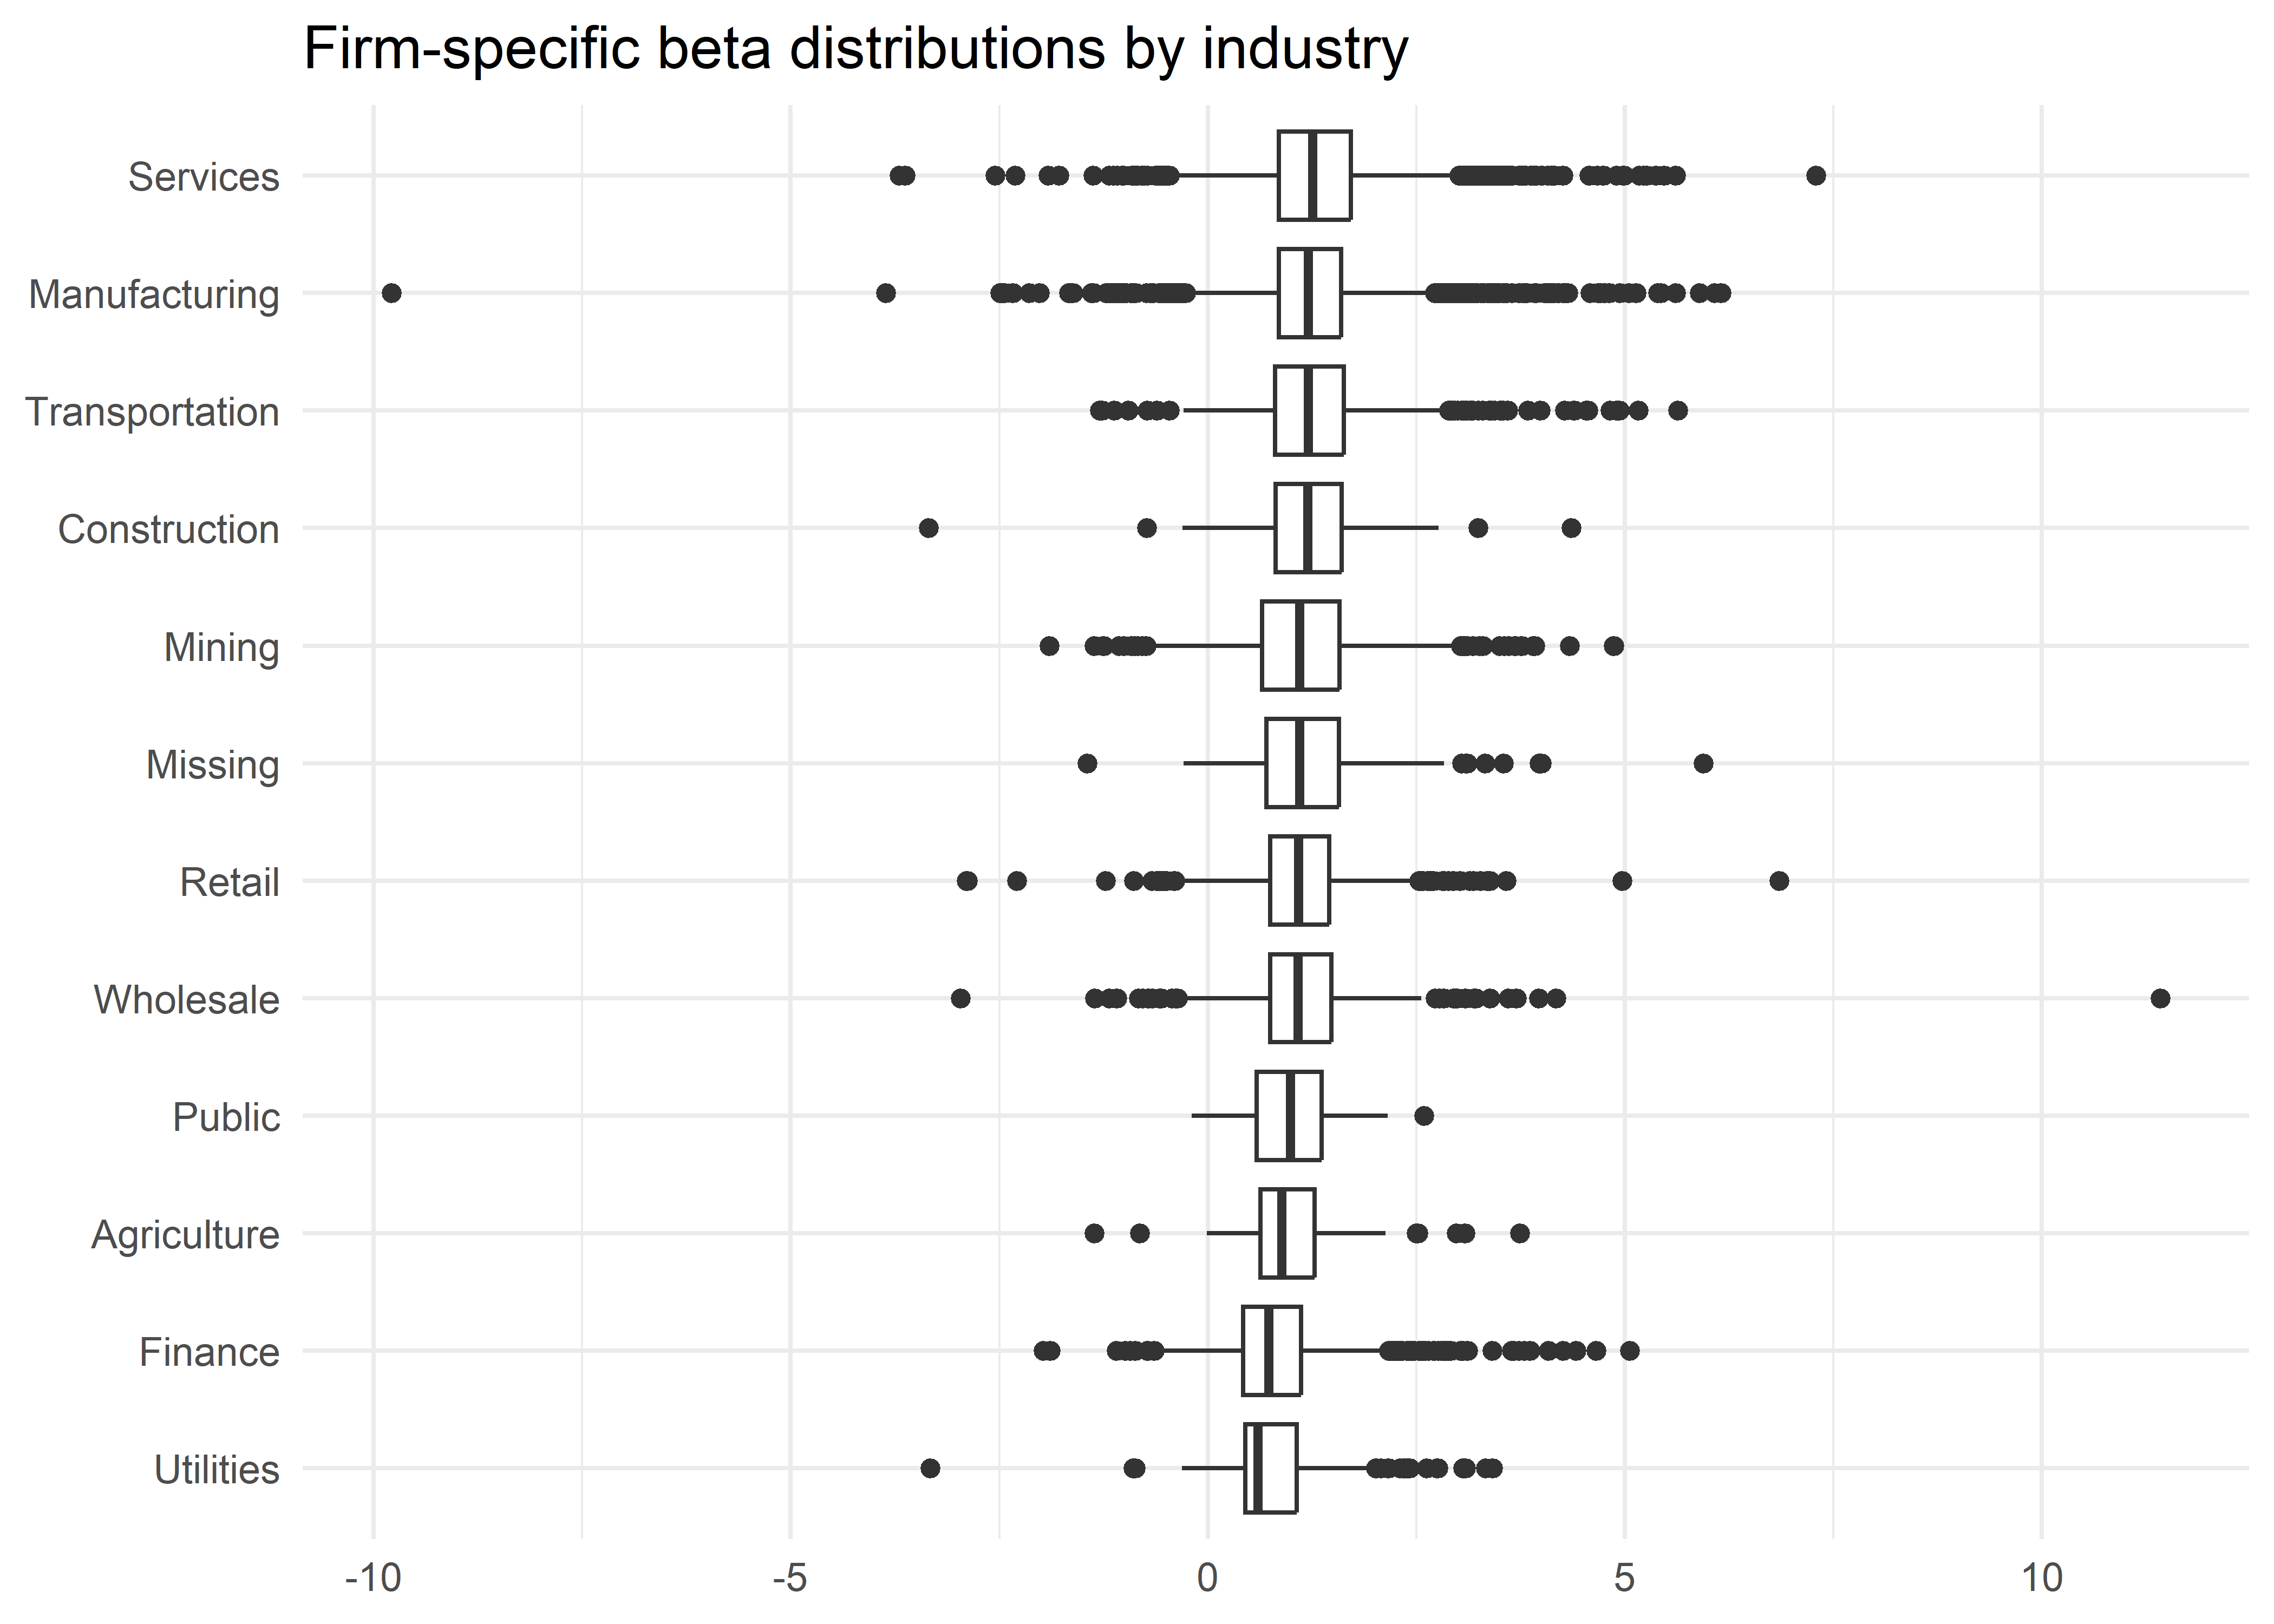 Firm-specific beta distributions by industry
Services
Manufacturing
Transportation
Construction
Mining
Missing
Retail
Wholesale
Public
Agriculture
Finance
Utilities
-10 -5 0 5 10